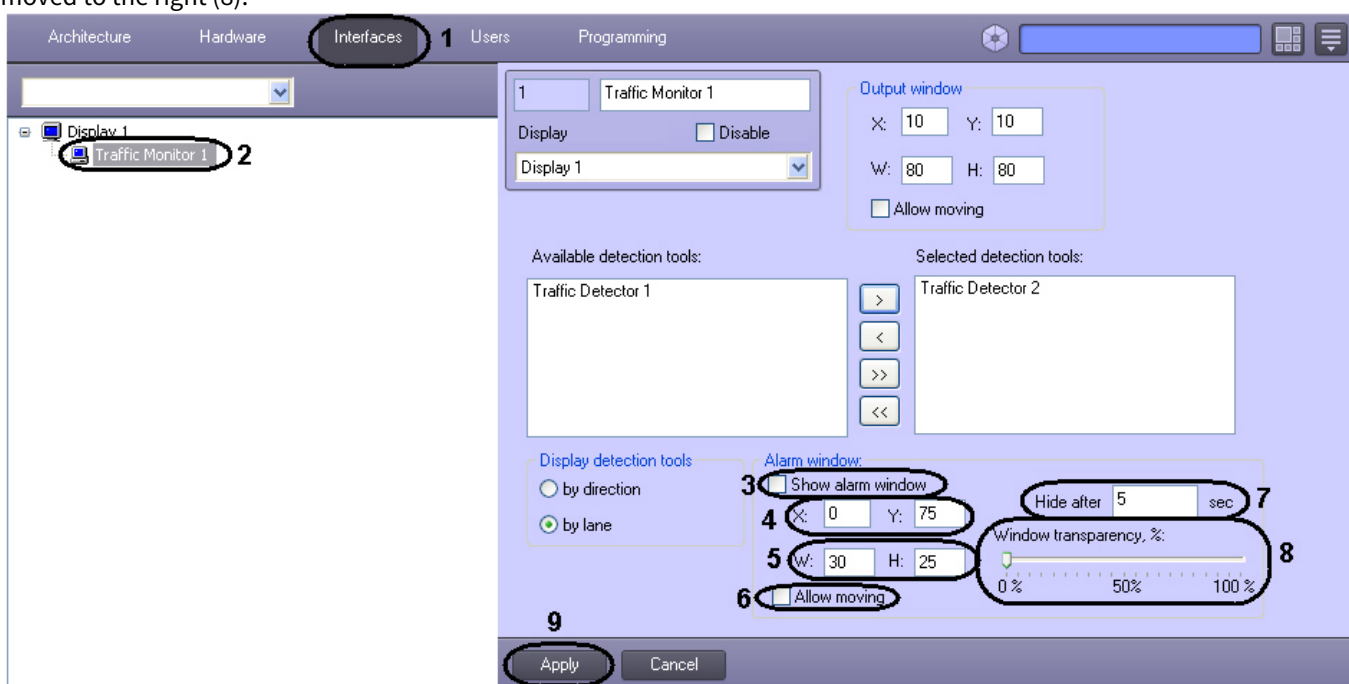 moved to the right (8).
Architecture Hardware Interfaces 1 Users Programming
1 Traffic Monitor 1
Display Disable
Display 1
Output window
X: 10 Y: 10
W: 80 H: 80
Allow moving
Display 1
Traffic Monitor 1 2
Available detection tools:
Selected detection tools:
Traffic Detector 1
>
Traffic Detector 2
<
>>
<<
Display detection tools
by direction
by lane
Alarm window:
3 Show alarm window
4 X: 0 Y: 75
5 W: 30 H: 25
6 Allow moving
Hide after 5 sec 7
Window transparency, %:
8
0 % 50% 100 %
9
Apply Cancel